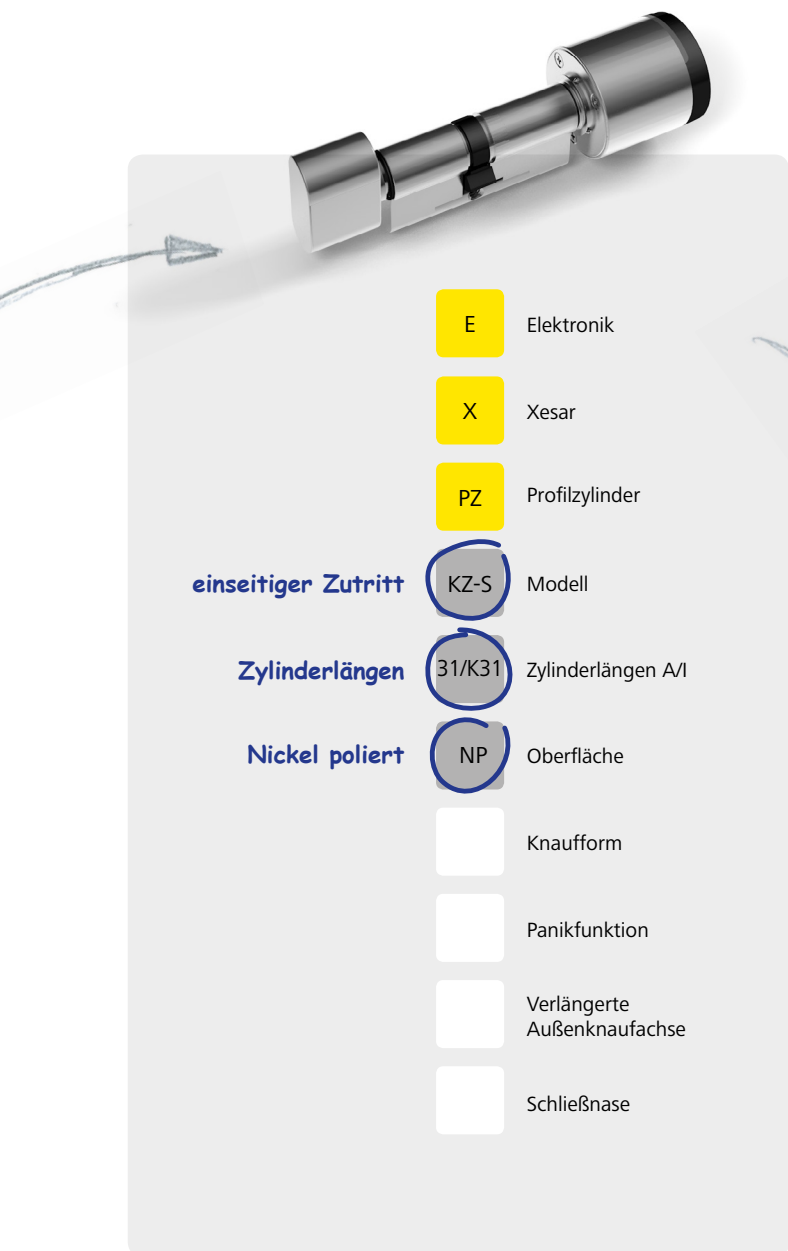 E Elektronik
X Xesar
PZ Profilzylinder
einseitiger Zutritt KZ-S Modell
Zylinderlängen 31/K31 Zylinderlängen A/I
Nickel poliert NP Oberfläche
Knaufform
Panikfunktion
Verlängerte
Außenknaufachse
Schließnase